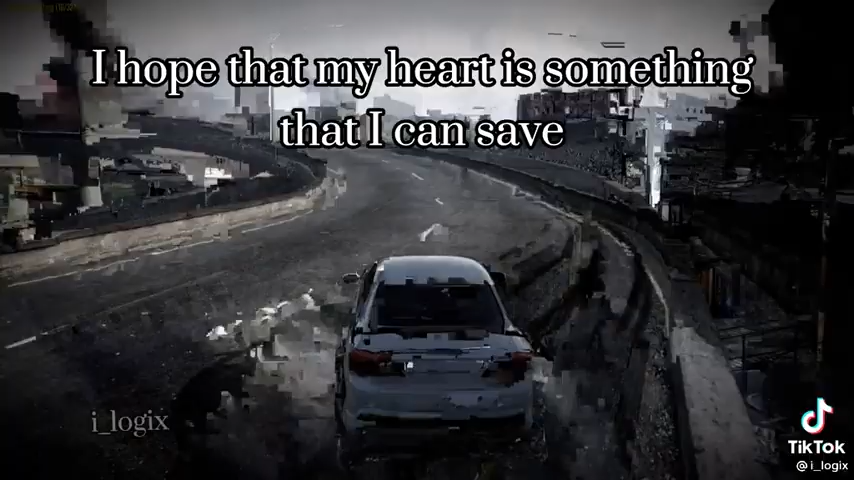 I hope that my heart is something
that I can save
i_logix
TikTok
@i_logix